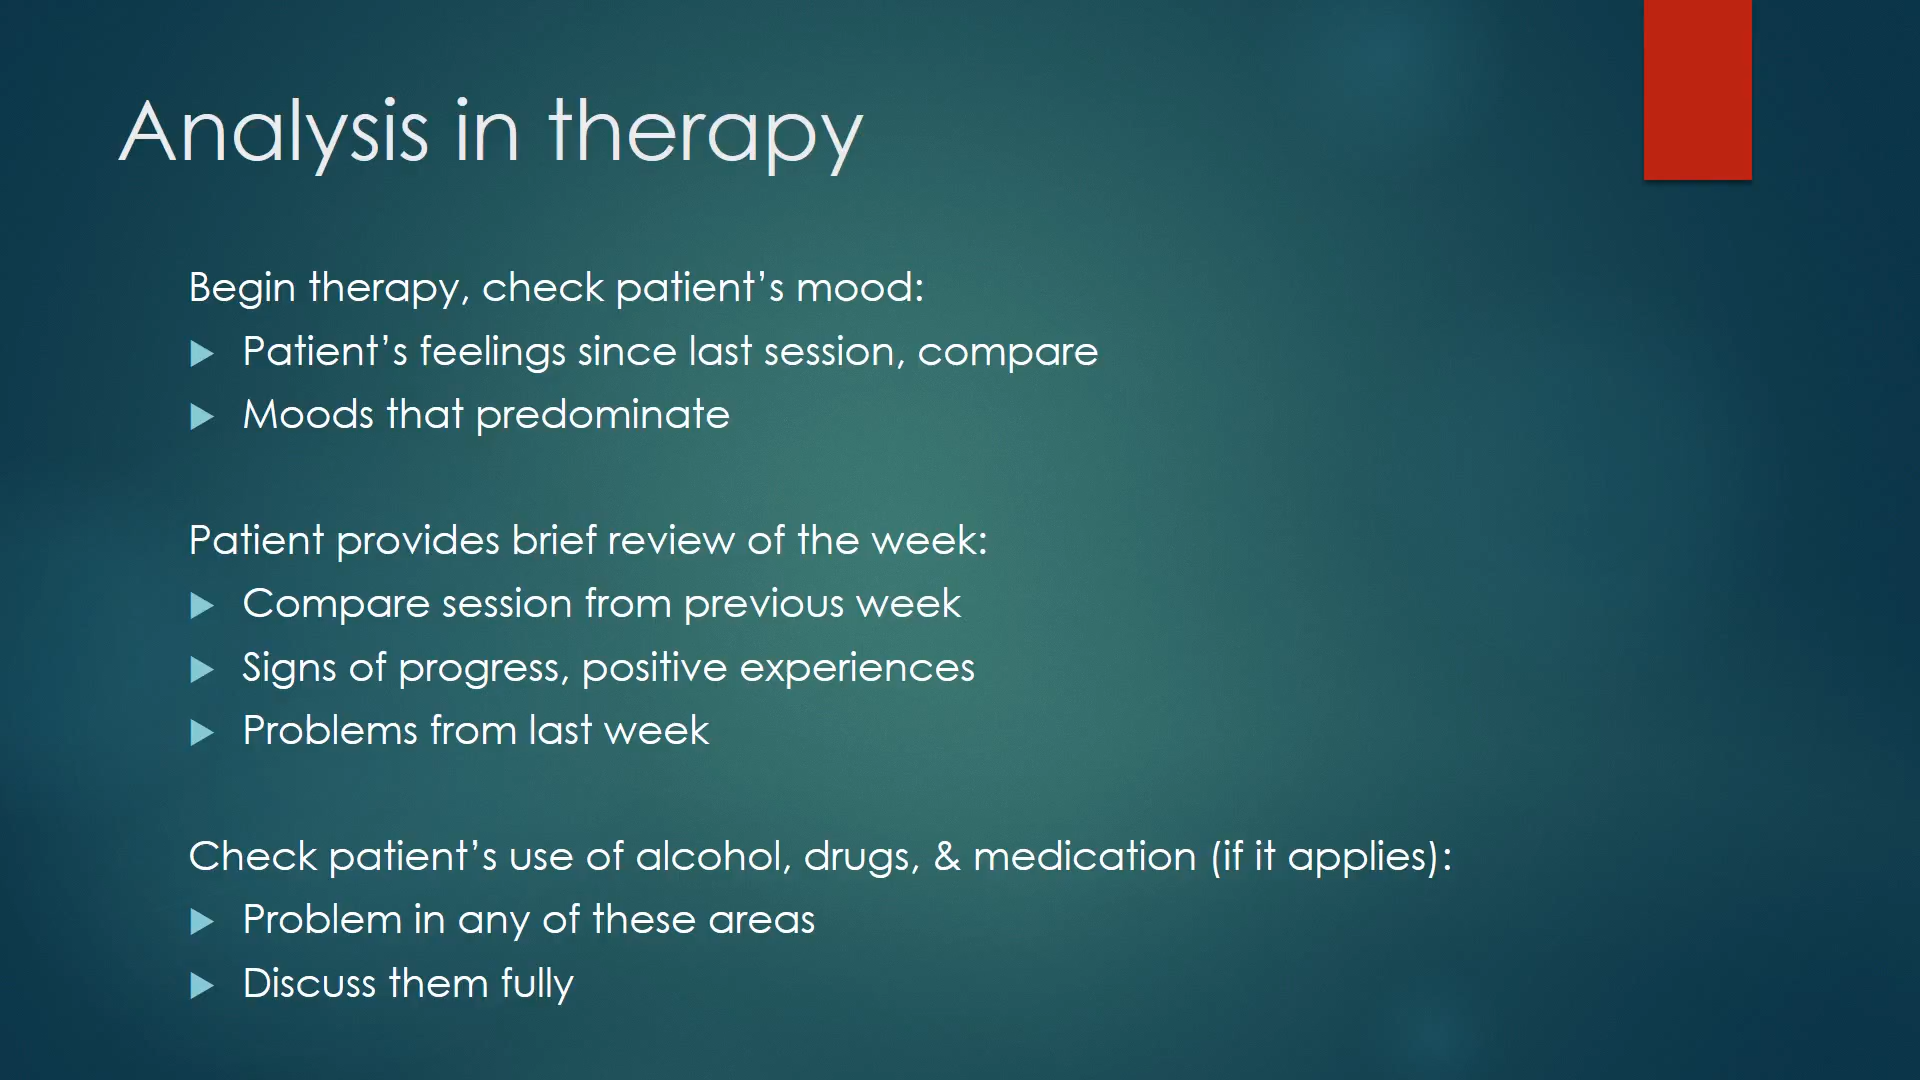 Analysis in therapy
Begin therapy, check patient’s mood:
Patient’s feelings since last session, compare
Moods that predominate
Patient provides brief review of the week:
Compare session from previous week
Signs of progress, positive experiences
Problems from last week
Check patient’s use of alcohol, drugs, & medication (if it applies):
Problem in any of these areas
Discuss them fully